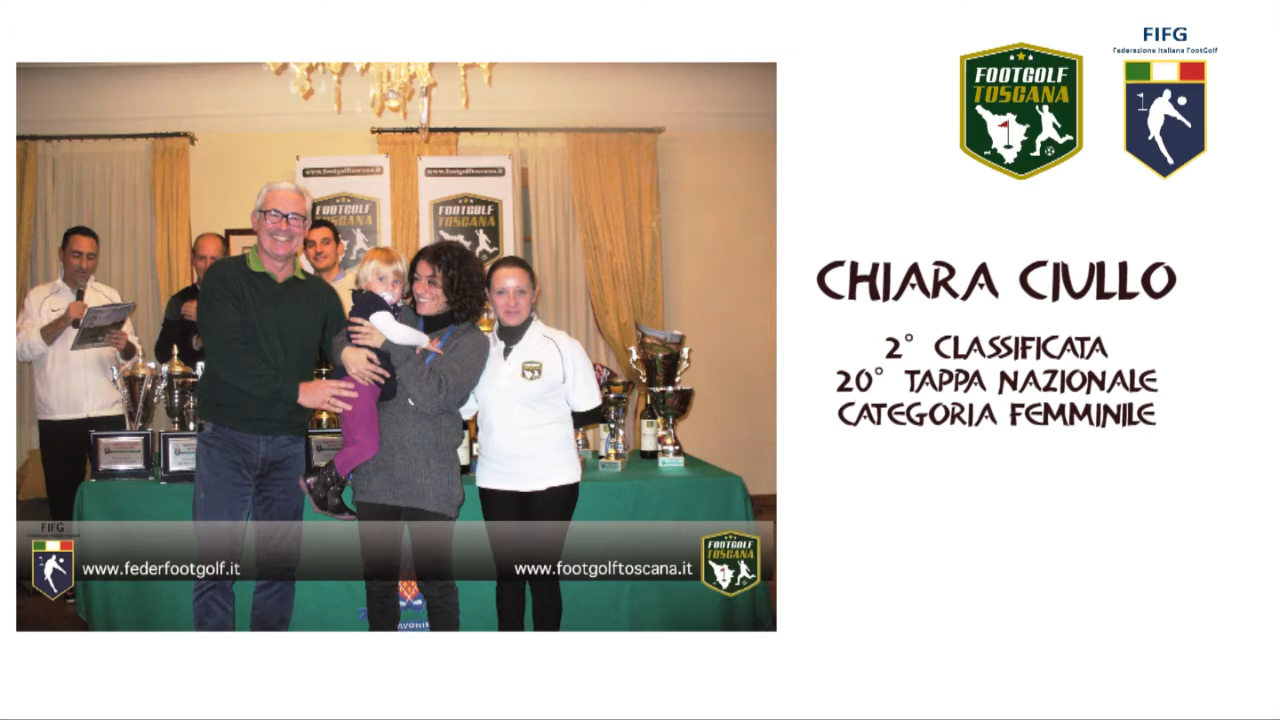 FIFG
Federazione Italiana FootGolf
FOOTGOLF
TOSCANA
CHIARA CIULLO
2° CLASSIFICATA
20° TAPPA NAZIONALE
CATEGORIA FEMMINILE
www.footgolftoscana.it
www.footgolftoscana.it
FOOTGOLF
TOSCANA
FOOTGOLF
TOSCANA
FIFG
www.federfootgolf.it
www.footgolftoscana.it
FOOTGOLF
TOSCANA